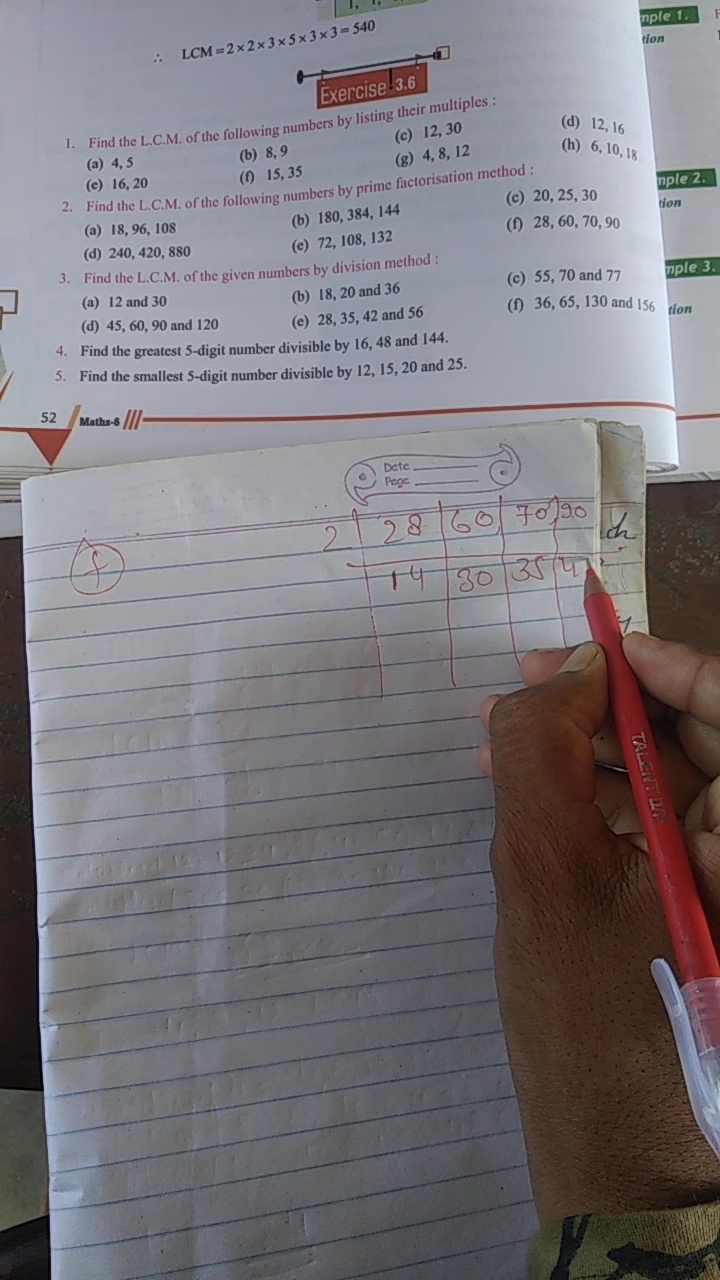 ∴ LCM = 2 × 2 × 3 × 5 × 3 × 3 = 540
Exercise 3.6
1. Find the L.C.M. of the following numbers by listing their multiples :
(a) 4, 5 (b) 8, 9 (c) 12, 30 (d) 12, 16
(e) 16, 20 (f) 15, 35 (g) 4, 8, 12 (h) 6, 10, 18
2. Find the L.C.M. of the following numbers by prime factorisation method :
(a) 18, 96, 108 (b) 180, 384, 144 (c) 20, 25, 30
(d) 240, 420, 880 (e) 72, 108, 132 (f) 28, 60, 70, 90
3. Find the L.C.M. of the given numbers by division method :
(a) 12 and 30 (b) 18, 20 and 36 (c) 55, 70 and 77
(d) 45, 60, 90 and 120 (e) 28, 35, 42 and 56 (f) 36, 65, 130 and 156
4. Find the greatest 5-digit number divisible by 16, 48 and 144.
5. Find the smallest 5-digit number divisible by 12, 15, 20 and 25.
52 Maths-6
mple 1.
tion
mple 2.
tion
mple 3.
tion
Date
Page
f
2 28 60 70 90
14 30 35 4
ch
TALENT